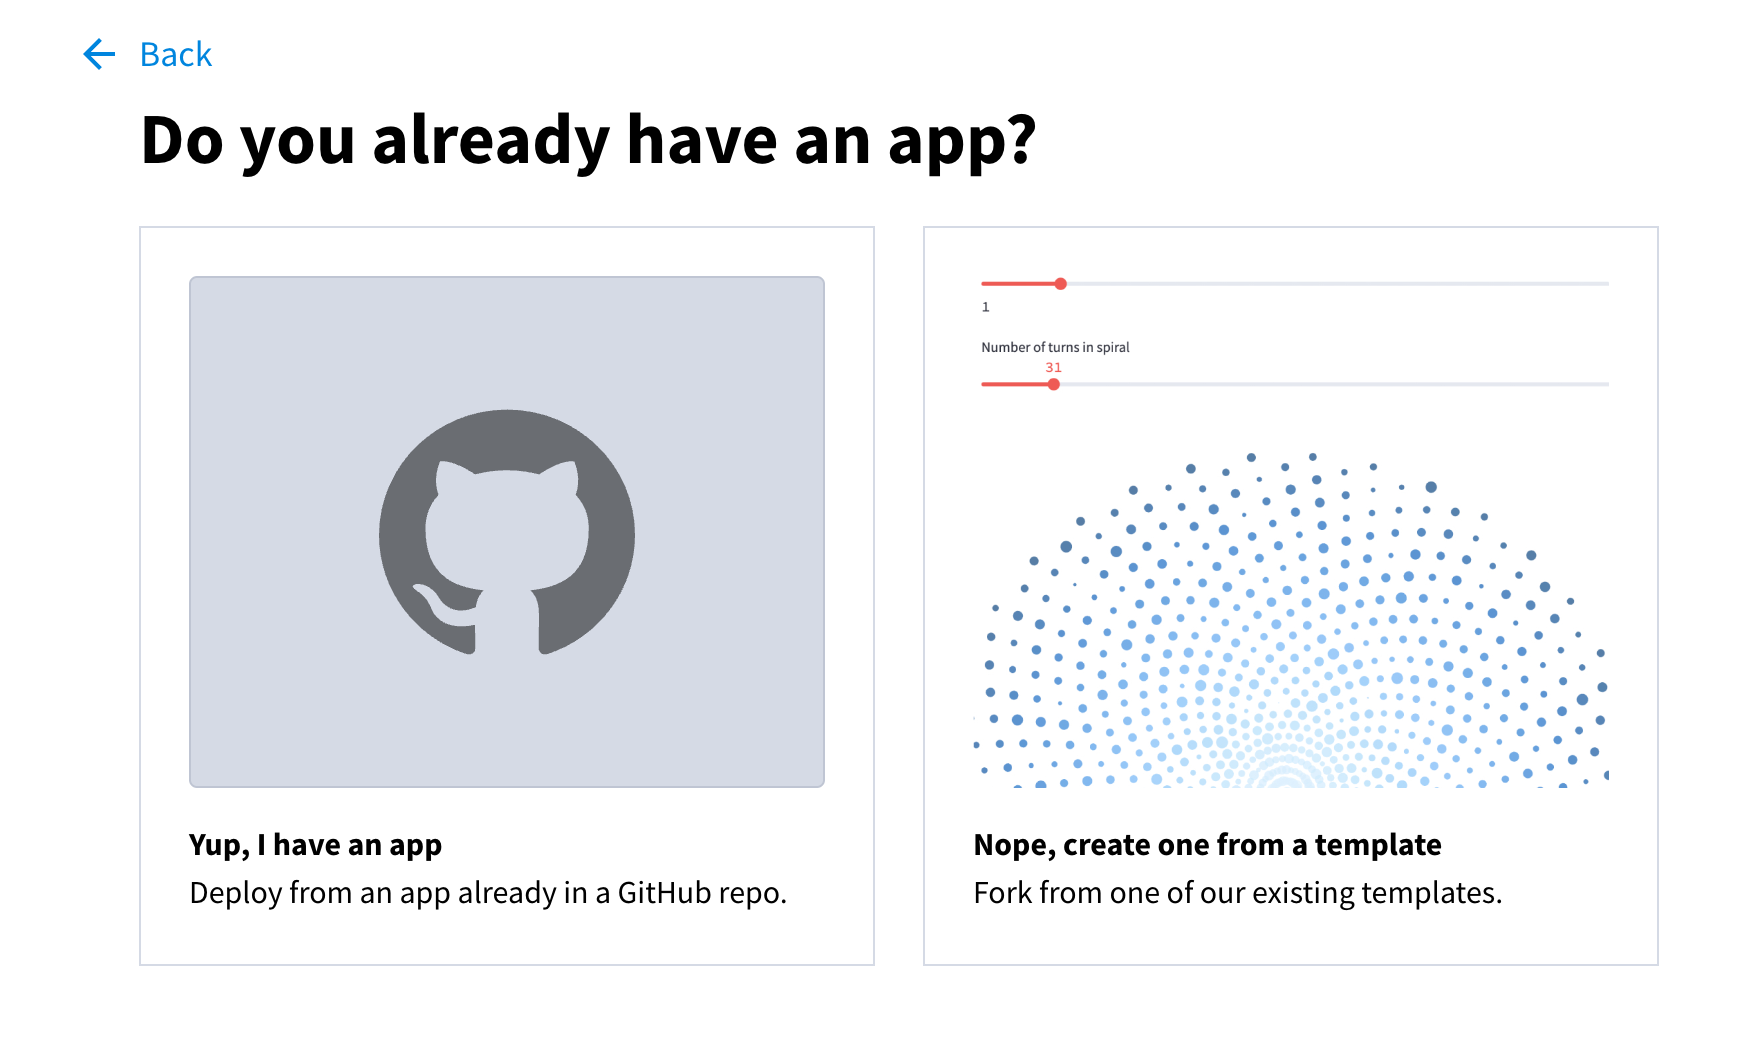 Back
Do you already have an app?
1
Number of turns in spiral
31
Yup, I have an app
Deploy from an app already in a GitHub repo.
Nope, create one from a template
Fork from one of our existing templates.